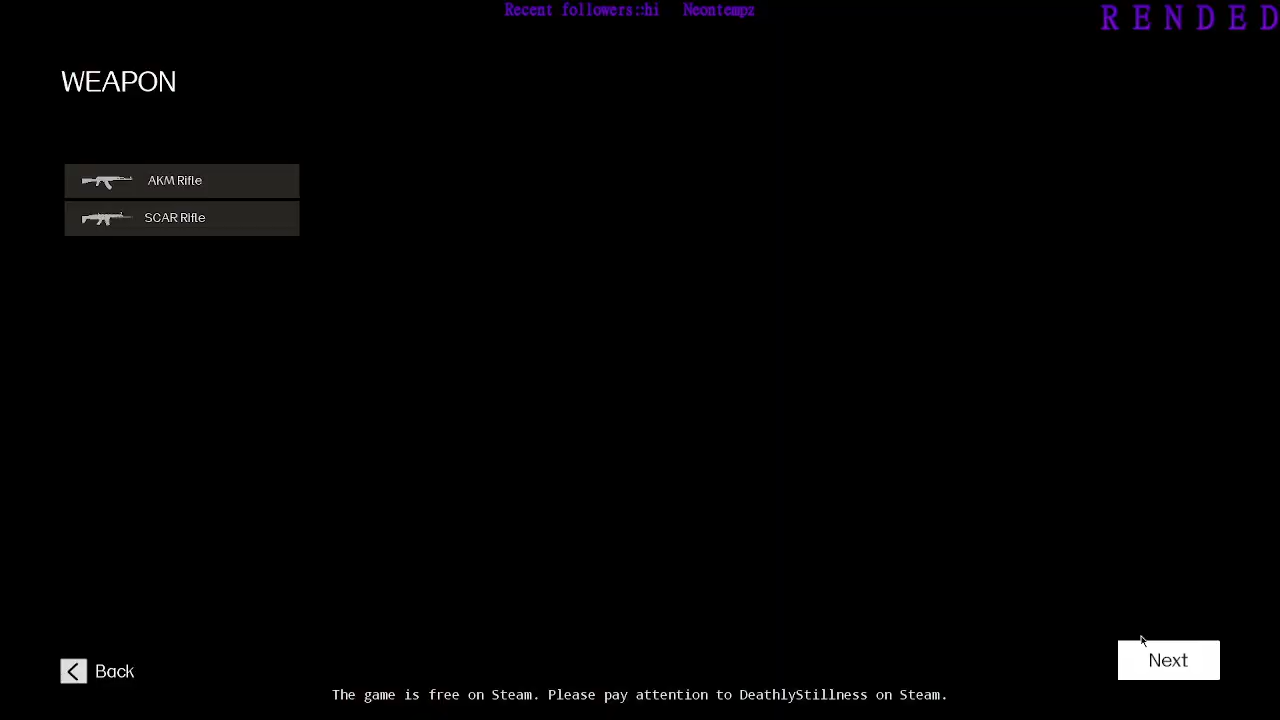 Recent followers::hi   Neontempz
R E N D E D
WEAPON
AKM Rifle
SCAR Rifle
Back
Next
The game is free on Steam. Please pay attention to DeathlyStillness on Steam.